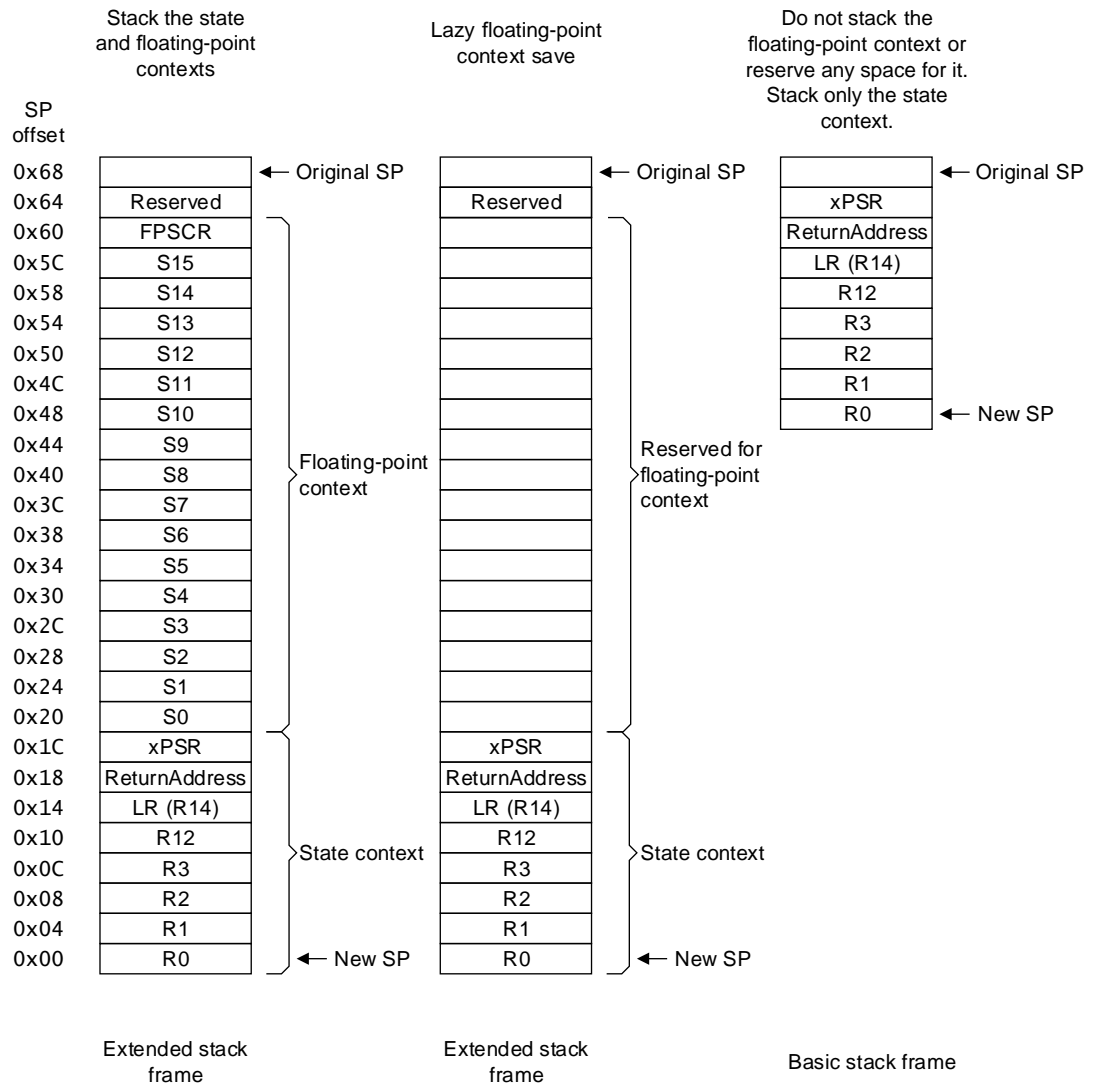 Stack the state
and floating-point
contexts
Lazy floating-point
context save
Do not stack the
floating-point context or
reserve any space for it.
Stack only the state
context.
SP
offset
0x68 Original SP Original SP Original SP
0x64 Reserved Reserved xPSR
0x60 FPSCR ReturnAddress
0x5C S15 LR (R14)
0x58 S14 R12
0x54 S13 R3
0x50 S12 R2
0x4C S11 R1
0x48 S10 R0 New SP
0x44 S9
0x40 S8
0x3C S7
0x38 S6
0x34 S5
0x30 S4
0x2C S3
0x28 S2
0x24 S1
0x20 S0
Floating-point
context
Reserved for
floating-point
context
0x1C xPSR xPSR
0x18 ReturnAddress ReturnAddress
0x14 LR (R14) LR (R14)
0x10 R12 R12
0x0C R3 R3
0x08 R2 R2
0x04 R1 R1
0x00 R0 New SP R0 New SP
State context
State context
Extended stack
frame
Extended stack
frame
Basic stack frame